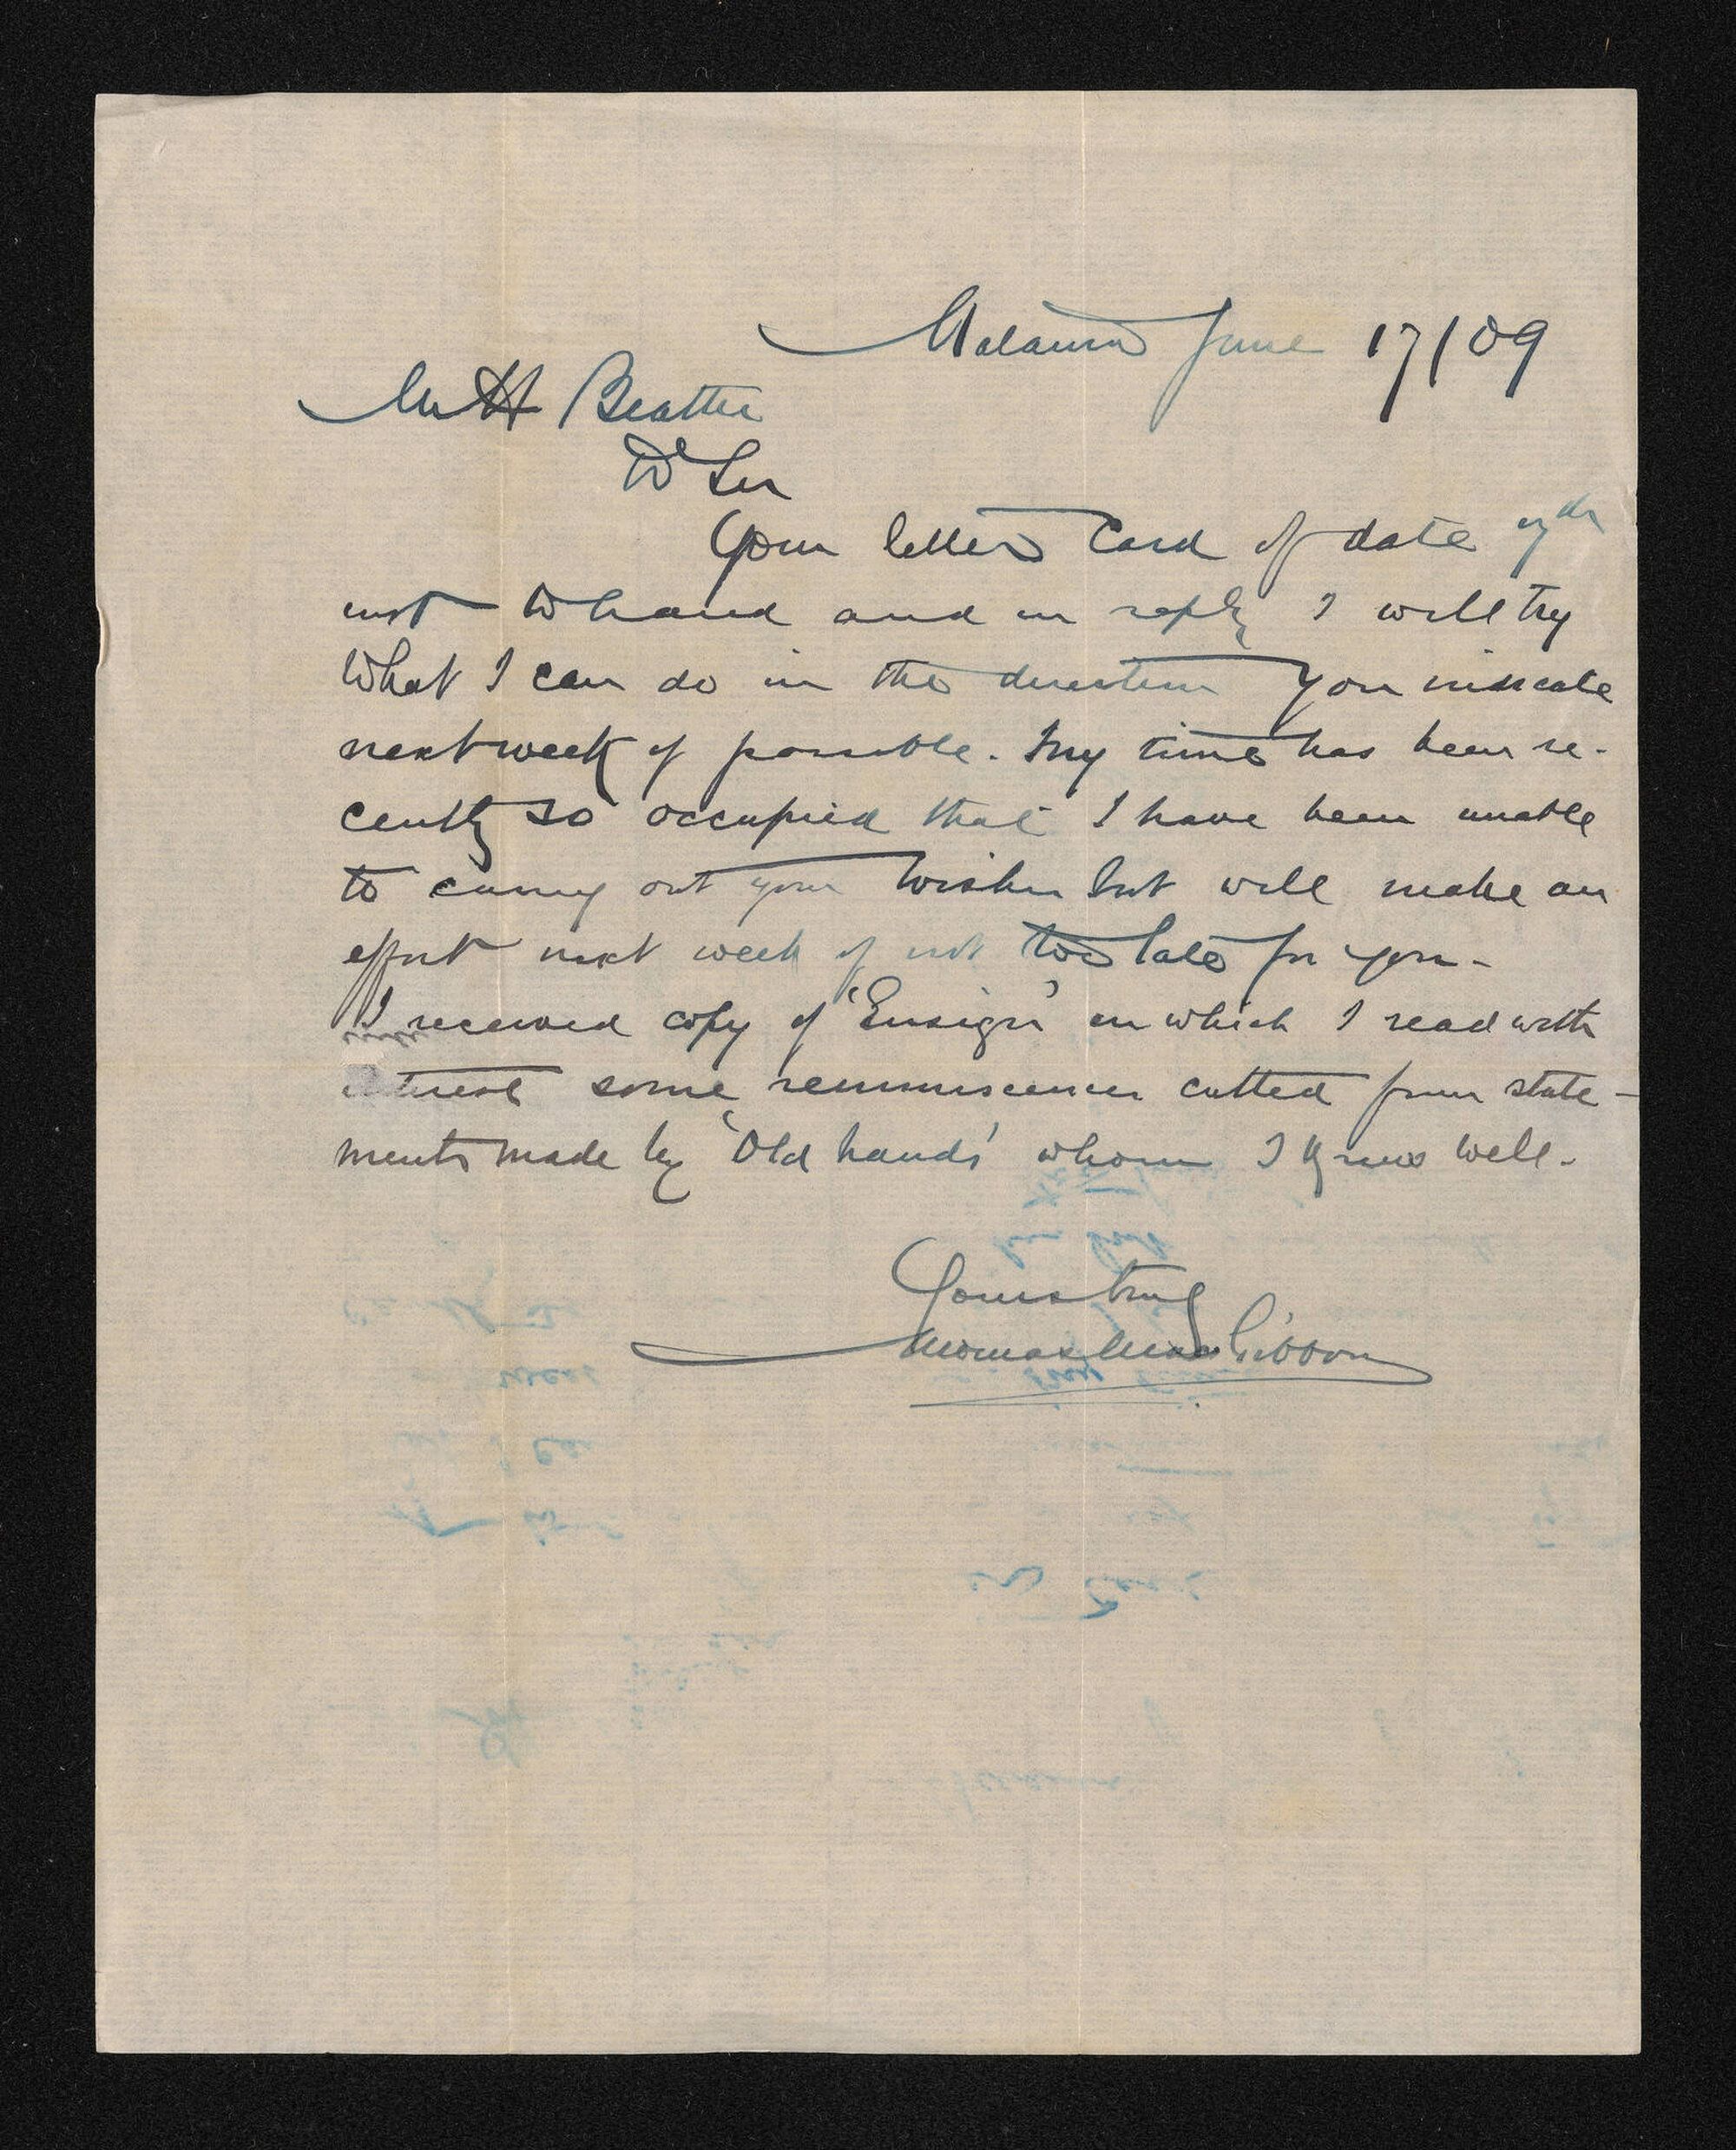 Mataura June 17/09
Mr H Beattie
Dr Sir
Your letter Card of date 7th
inst to hand and in reply I will try
what I can do in the direction you indicate
next week if possible. My time has been re-
cently so occupied that I have been unable
to carry out your wishes but will make an
effort next week if not too late for you-
I received copy of 'Ensign' in which I read with
interest some reminiscences cutted from state-
ments made by 'Old hands' whom I knew well-
Yours truly
Thomas MacGibbon